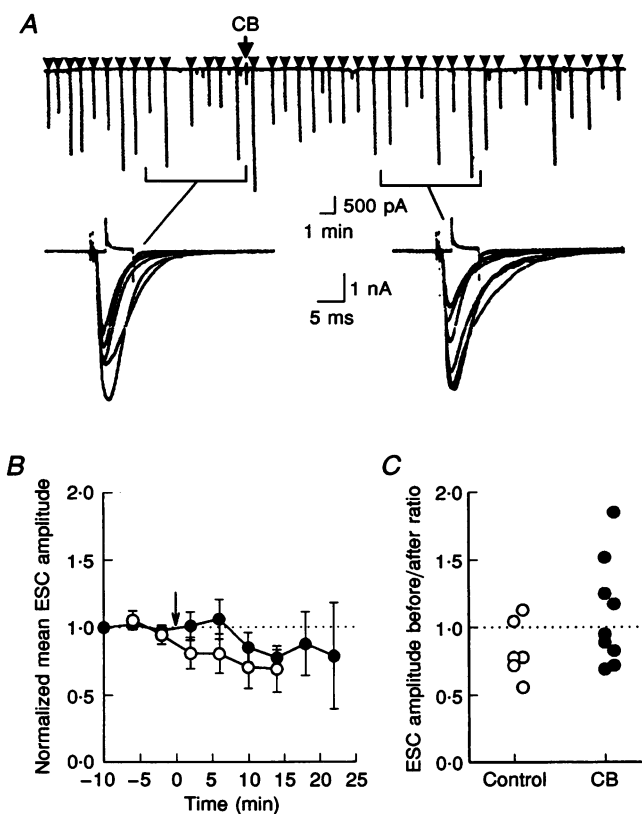 A
CB
500 pA
1 min
1 nA
5 ms
B
Normalized mean ESC amplitude
2·0
1·5
1·0
0·5
0·0
−10 −5 0 5 10 15 20 25
Time (min)
C
ESC amplitude before/after ratio
2·0
1·5
1·0
0·5
0·0
Control CB